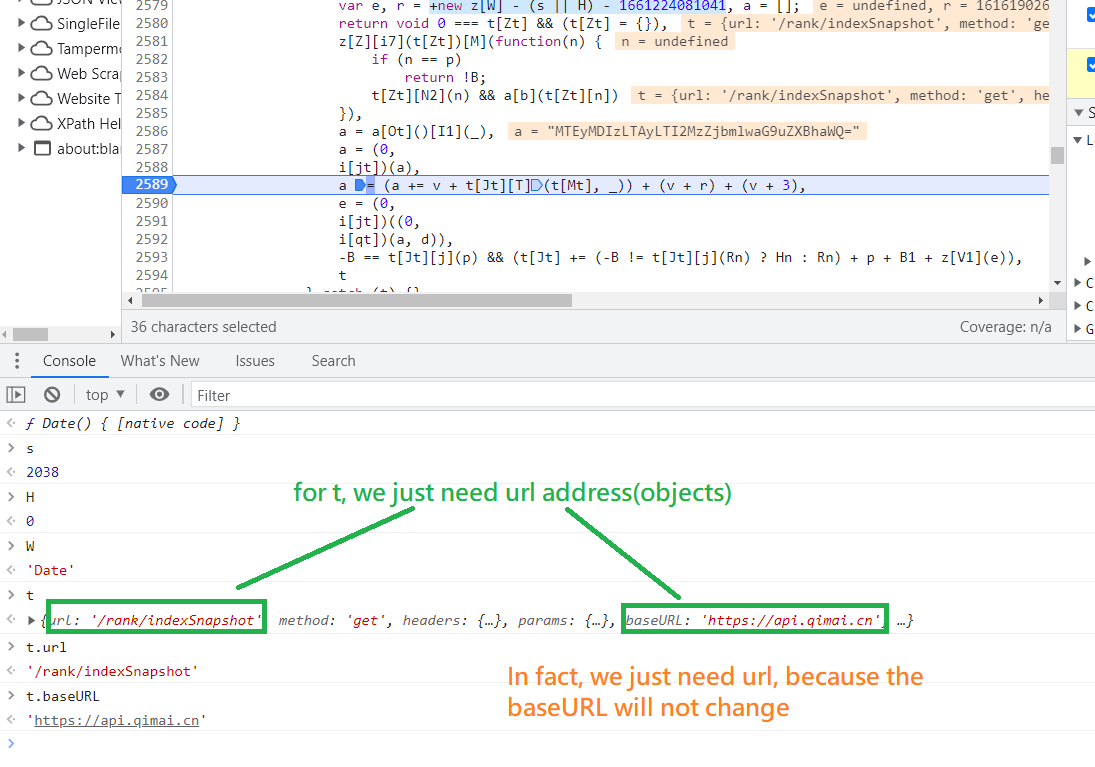 JSON View
SingleFile
Tamperm
Web Scrap
Website T
XPath Hel
about:bla
2579 var e, r = +new z[W] - (s || H) - 1661224081041, a = []; e = undefined, r = 161619026
2580 return void 0 === t[Zt] && (t[Zt] = {}), t = {url: '/rank/indexSnapshot', method: 'ge
2581 z[Z][i7](t[Zt])[M](function(n) { n = undefined
2582 if (n == p)
2583 return !B;
2584 t[Zt][N2](n) && a[b](t[Zt][n]) t = {url: '/rank/indexSnapshot', method: 'get', he
2585 }),
2586 a = a[Ot]()[I1](_), a = "MTEyMDIzLTAyLTI2MzZjbmlwaG9uZXBhaWQ="
2587 a = (0,
2588 i[jt])(a),
2589 a = (a += v + t[Jt][T](t[Mt], _)) + (v + r) + (v + 3),
2590 e = (0,
2591 i[jt])((0,
2592 i[qt])(a, d)),
2593 -B == t[Jt][j](p) && (t[Jt] += (-B != t[Jt][j](Rn) ? Hn : Rn) + p + B1 + z[V1](e)),
2594 t
2595 } catch (t) {}
36 characters selected Coverage: n/a
S
L
C
C
G
Console What's New Issues Search
top ▼ Filter
ƒ Date() { [native code] }
s
2038
H
0
W
'Date'
for t, we just need url address(objects)
t
{url: '/rank/indexSnapshot', method: 'get', headers: {…}, params: {…}, baseURL: 'https://api.qimai.cn', …}
t.url
'/rank/indexSnapshot'
t.baseURL
'https://api.qimai.cn'
In fact, we just need url, because the
baseURL will not change